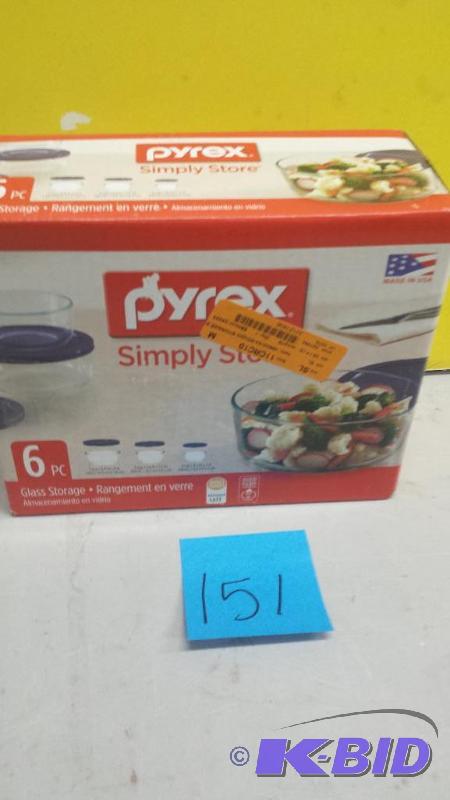 pyrex
Simply Store
PC
Storage • Rangement en verre • Almacenamiento en vidrio
MADE IN USA
pyrex
Simply Sto
6 PC
Glass Storage • Rangement en verre
Almacenamiento en vidrio
151
© K-BID